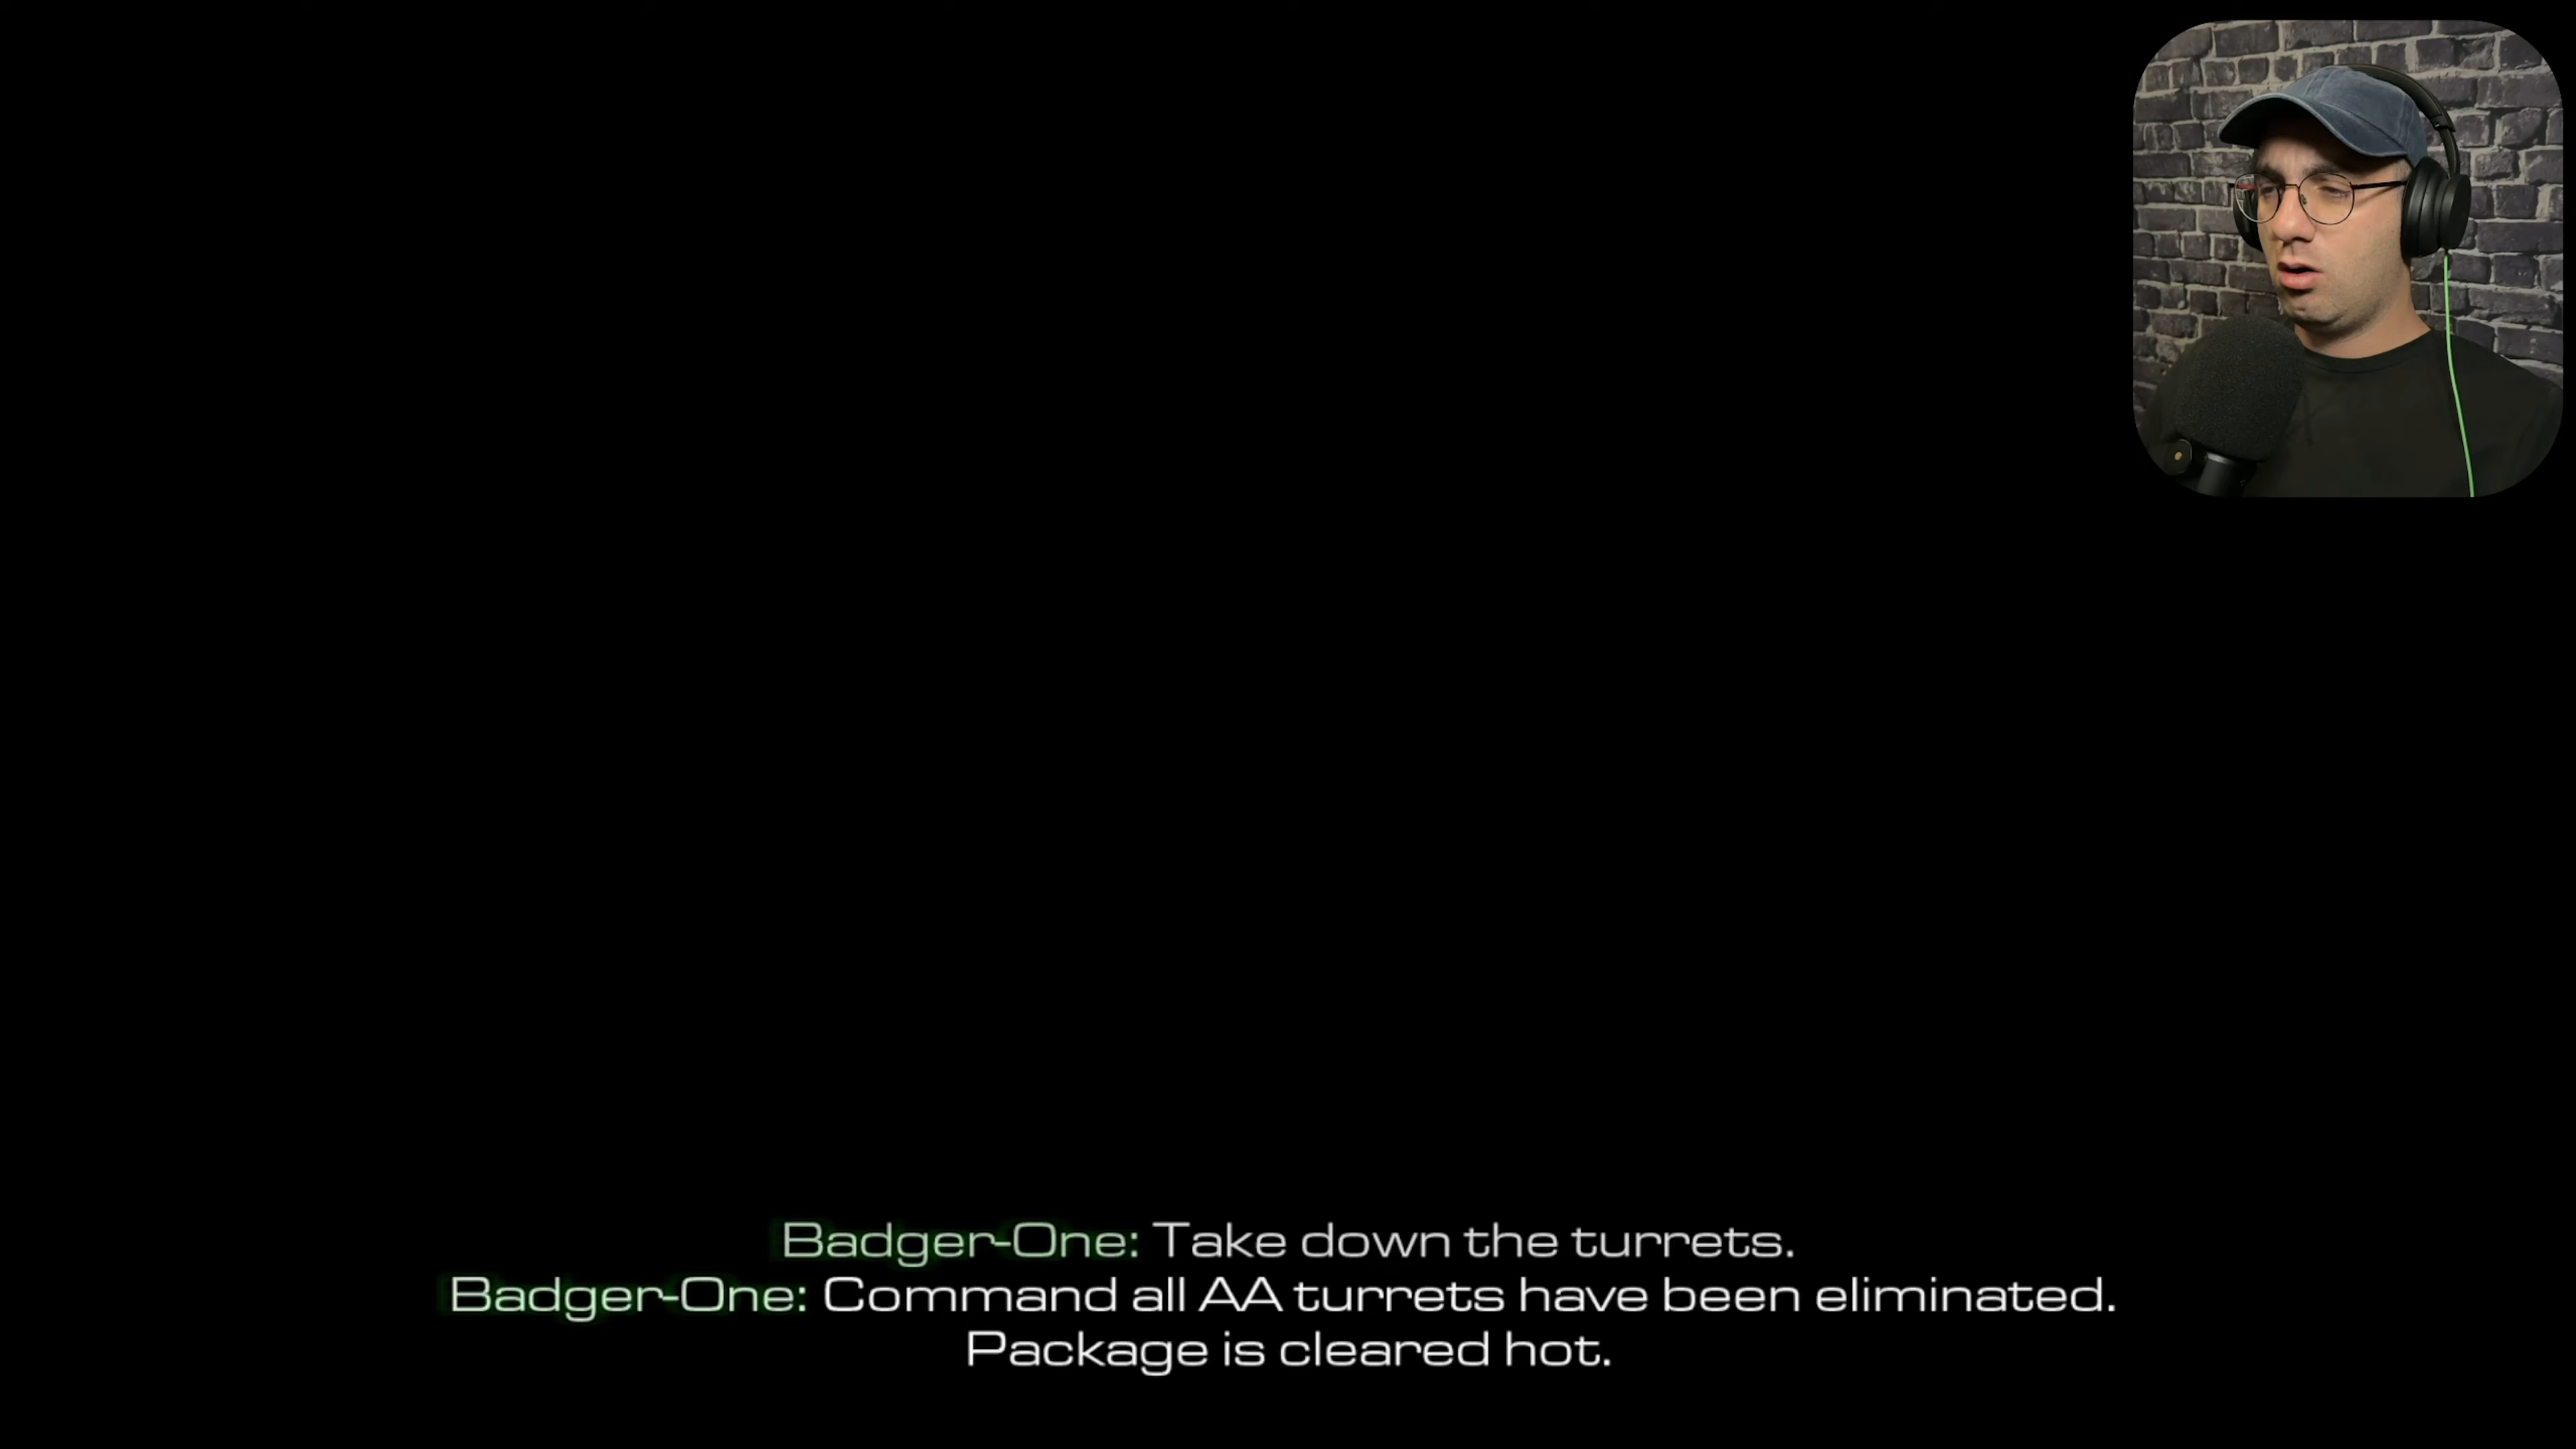 Badger-One: Take down the turrets.
Badger-One: Command all AA turrets have been eliminated.
Package is cleared hot.